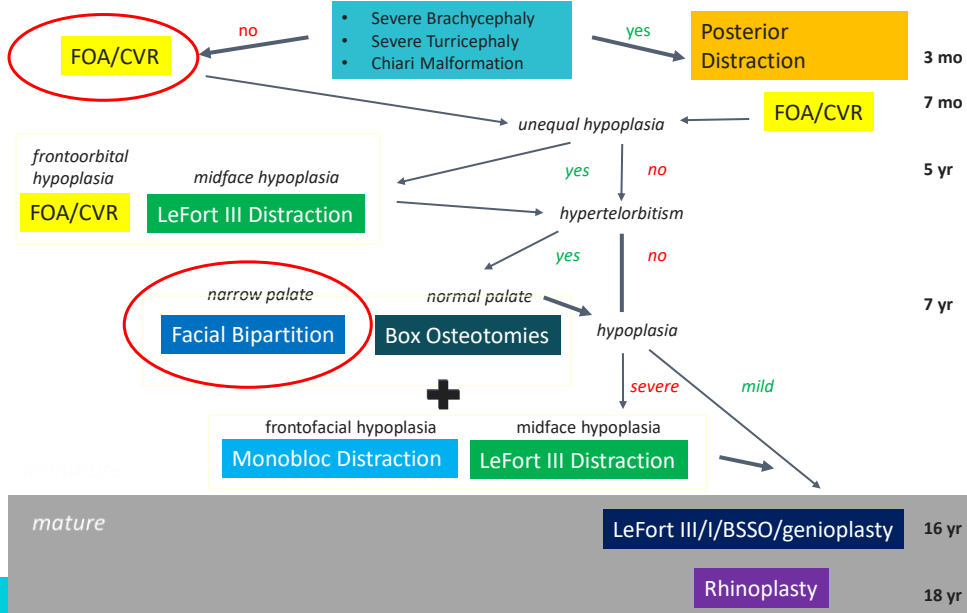 no
• Severe Brachycephaly
• Severe Turricephaly
• Chiari Malformation
yes
FOA/CVR
Posterior
Distraction
3 mo
7 mo
FOA/CVR
unequal hypoplasia
frontoorbital
hypoplasia
midface hypoplasia
yes
no
5 yr
FOA/CVR
LeFort III Distraction
hypertelorbitism
yes
no
narrow palate
normal palate
7 yr
Facial Bipartition
Box Osteotomies
hypoplasia
severe
mild
frontofacial hypoplasia
midface hypoplasia
Monobloc Distraction
LeFort III Distraction
mature
LeFort III/I/BSSO/genioplasty
16 yr
Rhinoplasty
18 yr